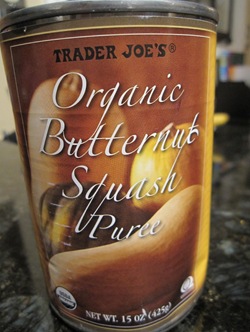 TRADER JOE'S®
Organic
Butternut
Squash
Puree
NET WT. 15 OZ (425g)